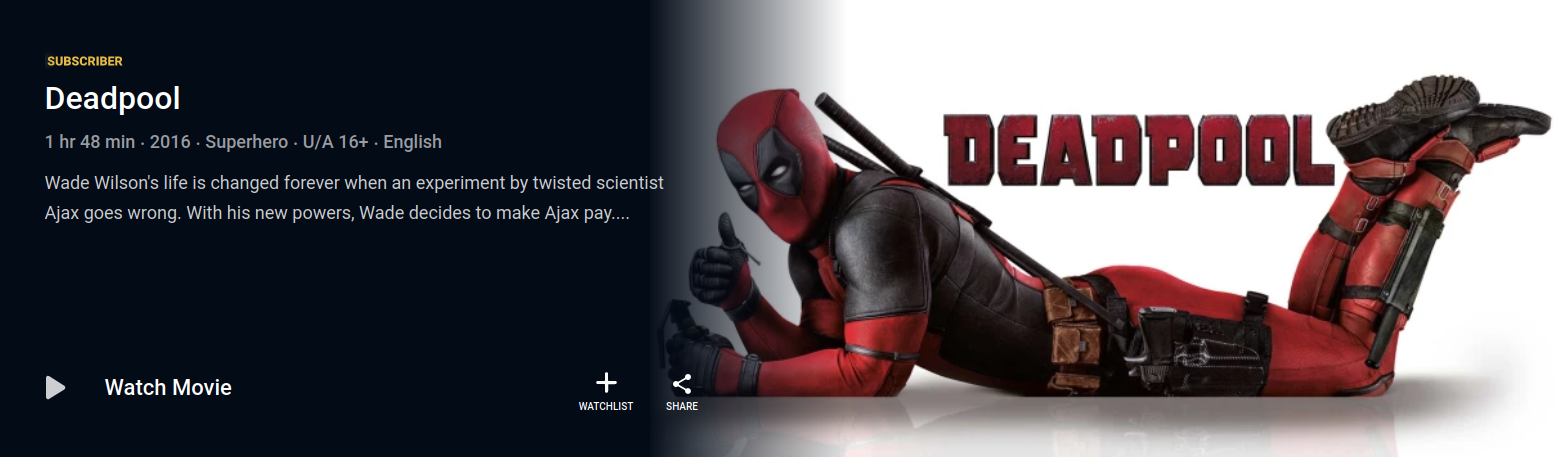 SUBSCRIBER
Deadpool
1 hr 48 min · 2016 · Superhero · U/A 16+ · English
Wade Wilson's life is changed forever when an experiment by twisted scientist
Ajax goes wrong. With his new powers, Wade decides to make Ajax pay....
DEADPOOL
Watch Movie
WATCHLIST
SHARE